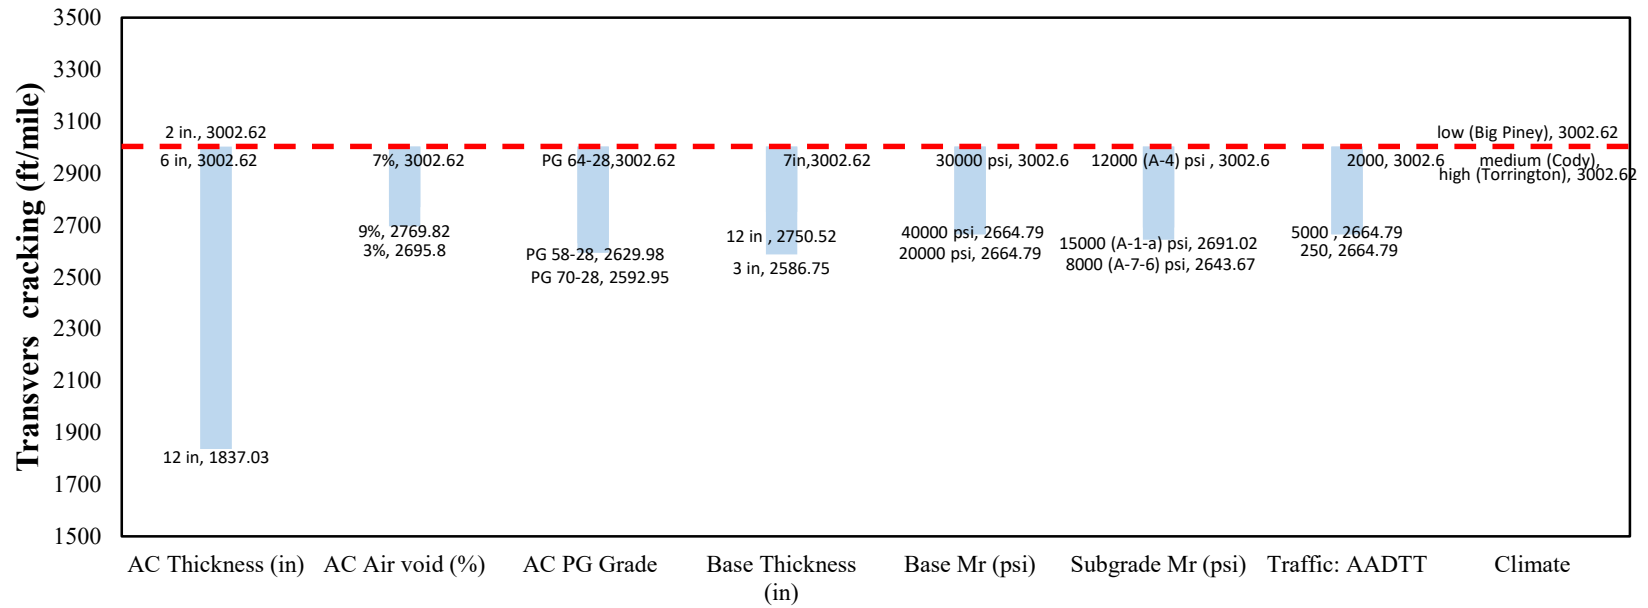 Transvers cracking (ft/mile)
3500
3300
3100
2900
2700
2500
2300
2100
1900
1700
1500
2 in., 3002.62
6 in, 3002.62
12 in, 1837.03
7%, 3002.62
9%, 2769.82
3%, 2695.8
PG 64-28,3002.62
PG 58-28, 2629.98
PG 70-28, 2592.95
7in,3002.62
12 in , 2750.52
3 in, 2586.75
30000 psi, 3002.6
40000 psi, 2664.79
20000 psi, 2664.79
12000 (A-4) psi , 3002.6
15000 (A-1-a) psi, 2691.02
8000 (A-7-6) psi, 2643.67
2000, 3002.6
5000 , 2664.79
250, 2664.79
low (Big Piney), 3002.62
medium (Cody),
high (Torrington), 3002.62
AC Thickness (in)
AC Air void (%)
AC PG Grade
Base Thickness
(in)
Base Mr (psi)
Subgrade Mr (psi)
Traffic: AADTT
Climate